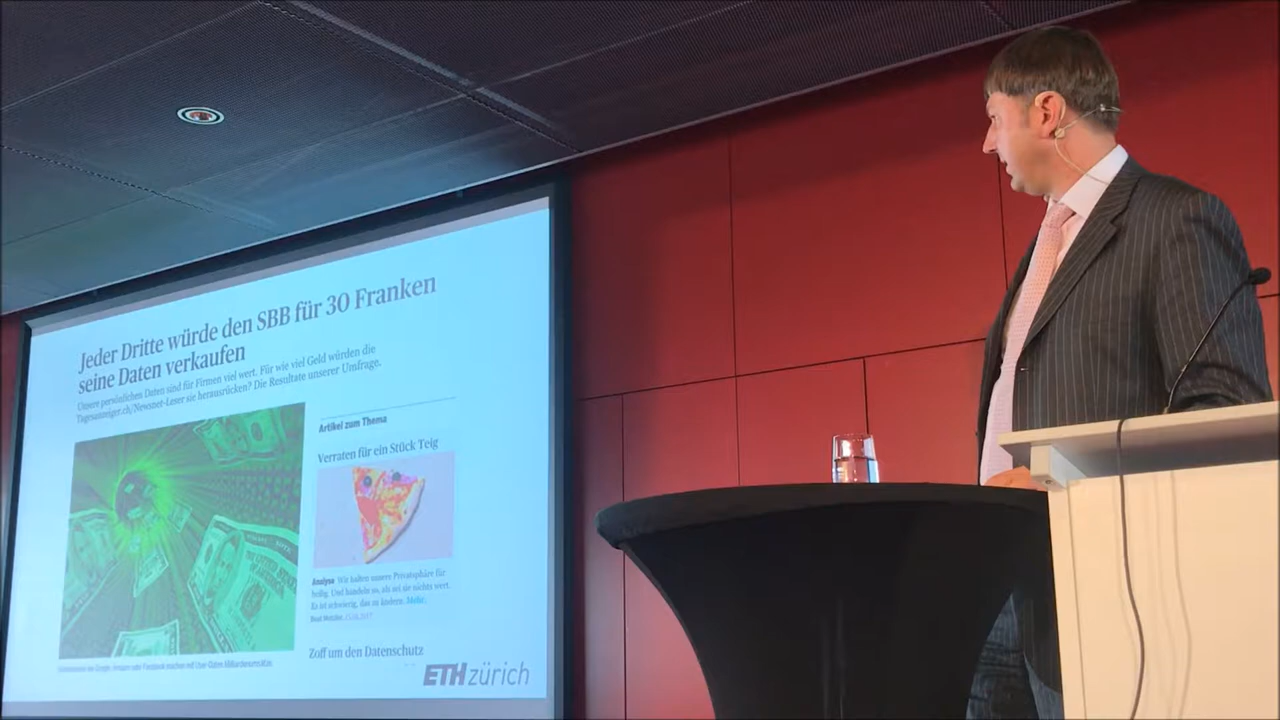 Jeder Dritte würde den SBB für 30 Franken
seine Daten verkaufen
Unsere persönlichen Daten sind für Firmen viel wert. Für wie viel Geld würden die
Tagesanzeiger.ch/Newsnet-Leser sie herausrücken? Die Resultate unserer Umfrage.
Artikel zum Thema
Verraten für ein Stück Teig
Analyse Wir halten unsere Privatsphäre für
heilig. Und handeln so, als sei sie nichts wert.
Es ist schwierig, das zu ändern. Mehr.
Zoff um den Datenschutz
ETH zürich